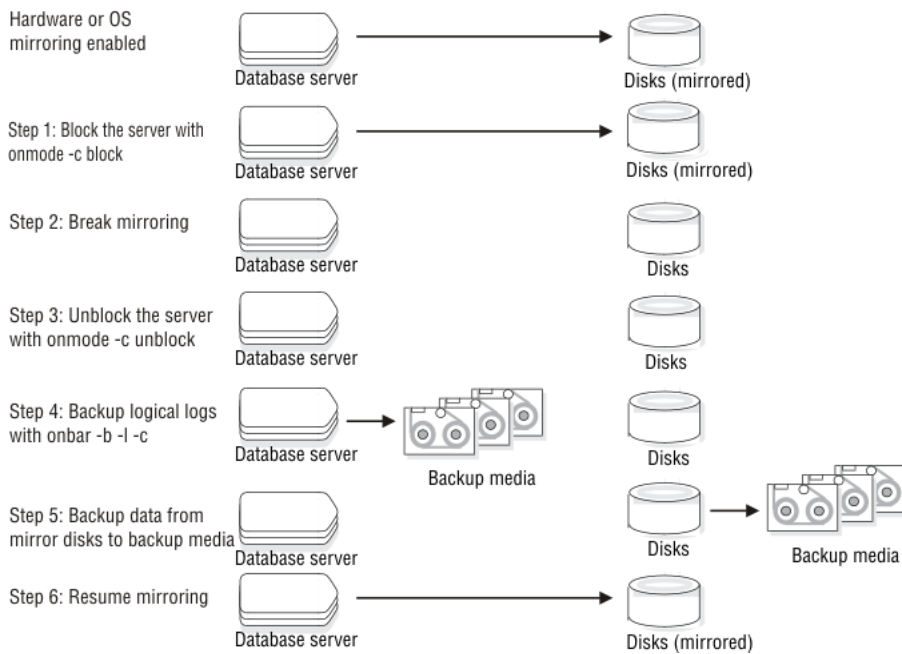 Hardware or OS
mirroring enabled
Database server
Disks (mirrored)
Step 1: Block the server with
onmode -c block
Database server
Disks (mirrored)
Step 2: Break mirroring
Database server
Disks
Step 3: Unblock the server
with onmode -c unblock
Database server
Disks
Step 4: Backup logical logs
with onbar -b -l -c
Database server
Backup media
Disks
Step 5: Backup data from
mirror disks to backup media
Database server
Disks
Backup media
Step 6: Resume mirroring
Database server
Disks (mirrored)